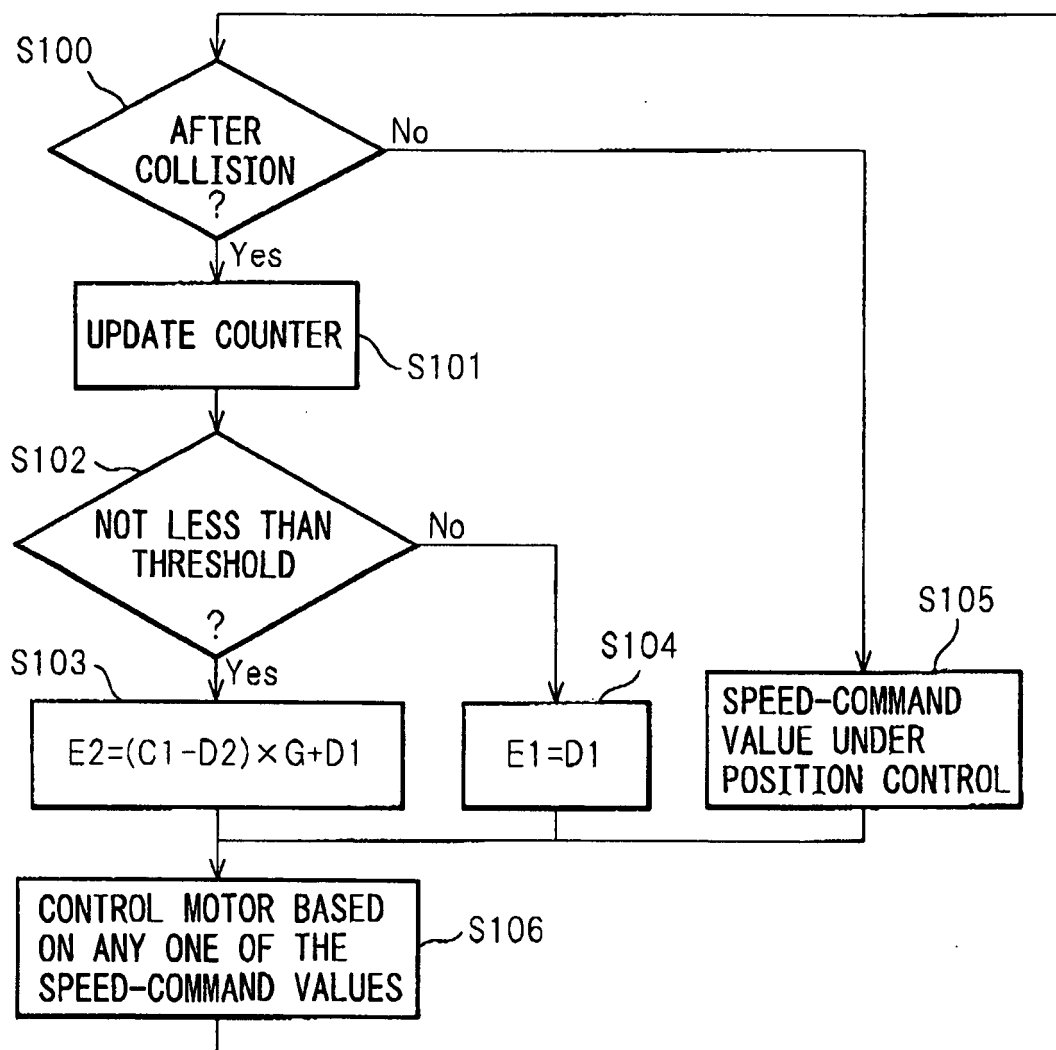 S100
AFTER
COLLISION
?
No
Yes
UPDATE COUNTER
S101
S102
NOT LESS THAN
THRESHOLD
?
No
Yes
S103
E2=(C1-D2)×G+D1
S104
E1=D1
S105
SPEED-COMMAND
VALUE UNDER
POSITION CONTROL
CONTROL MOTOR BASED
ON ANY ONE OF THE
SPEED-COMMAND VALUES
S106